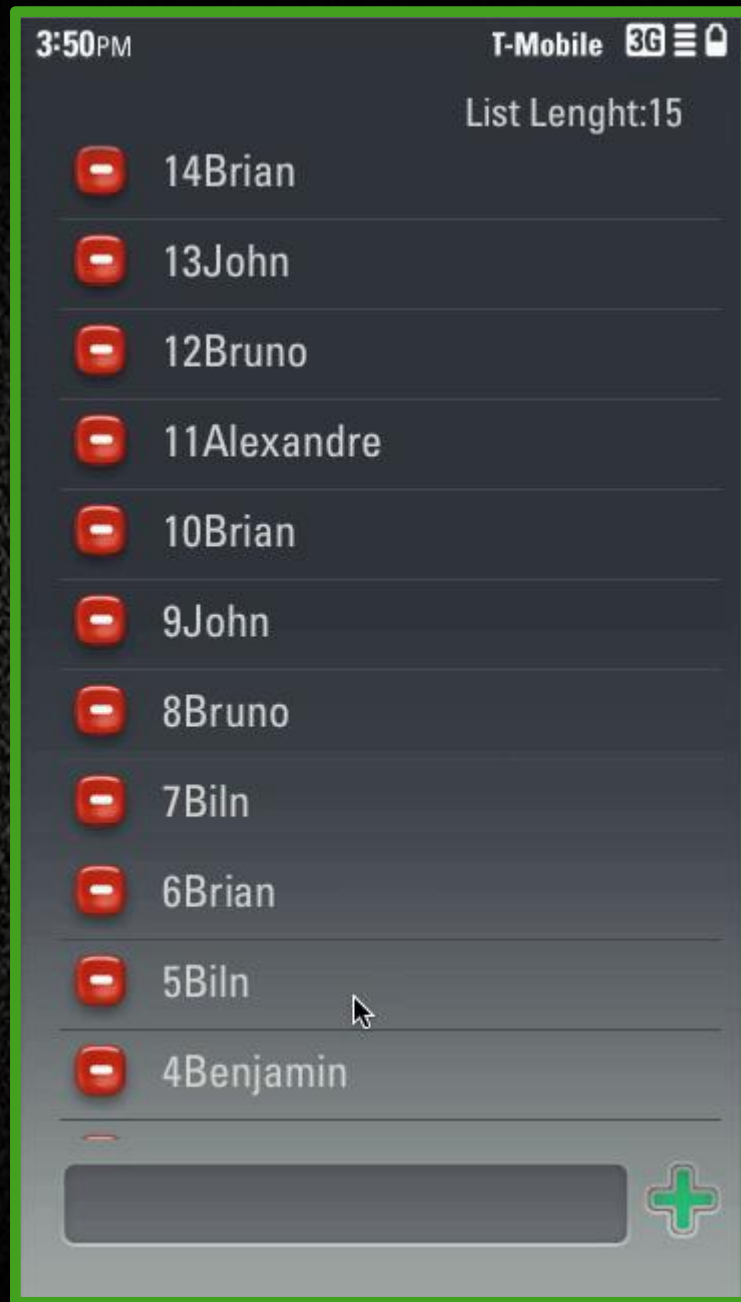 3:50PM T-Mobile 3G
List Lenght:15
14Brian
13John
12Bruno
11Alexandre
10Brian
9John
8Bruno
7Biln
6Brian
5Biln
4Benjamin